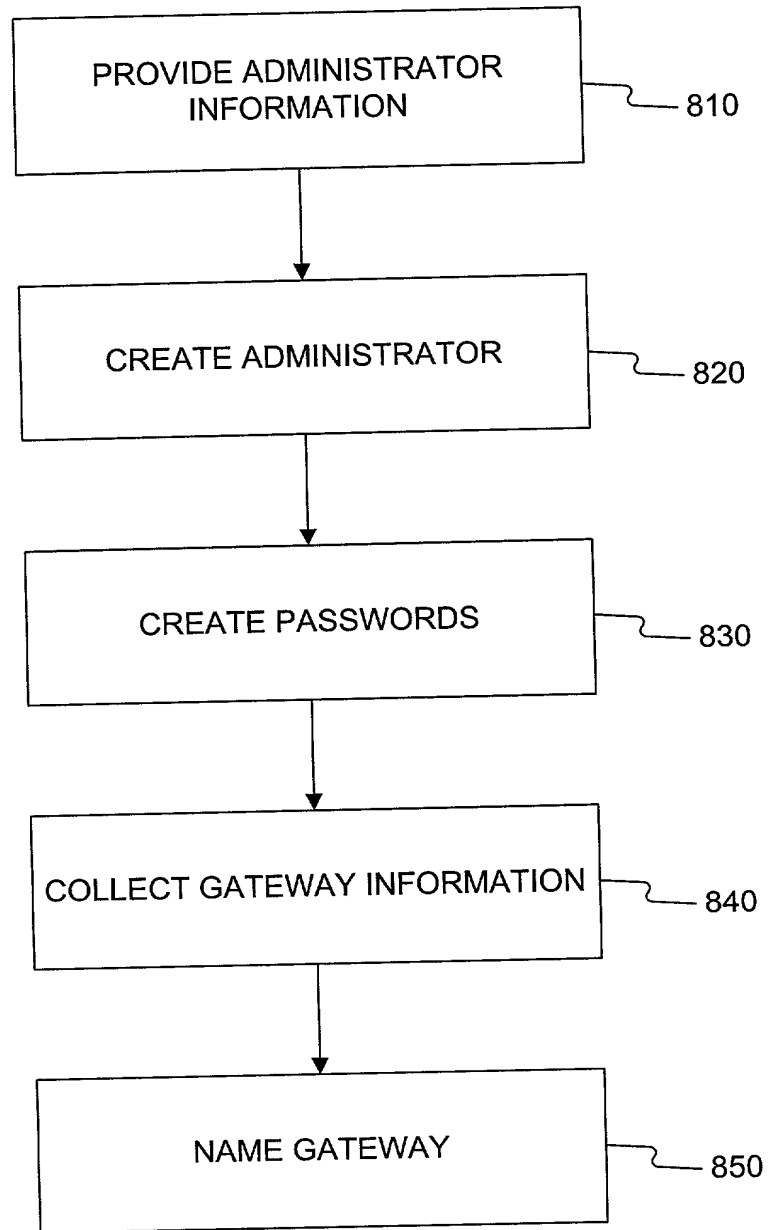 PROVIDE ADMINISTRATOR
INFORMATION
810
CREATE ADMINISTRATOR
820
CREATE PASSWORDS
830
COLLECT GATEWAY INFORMATION
840
NAME GATEWAY
850